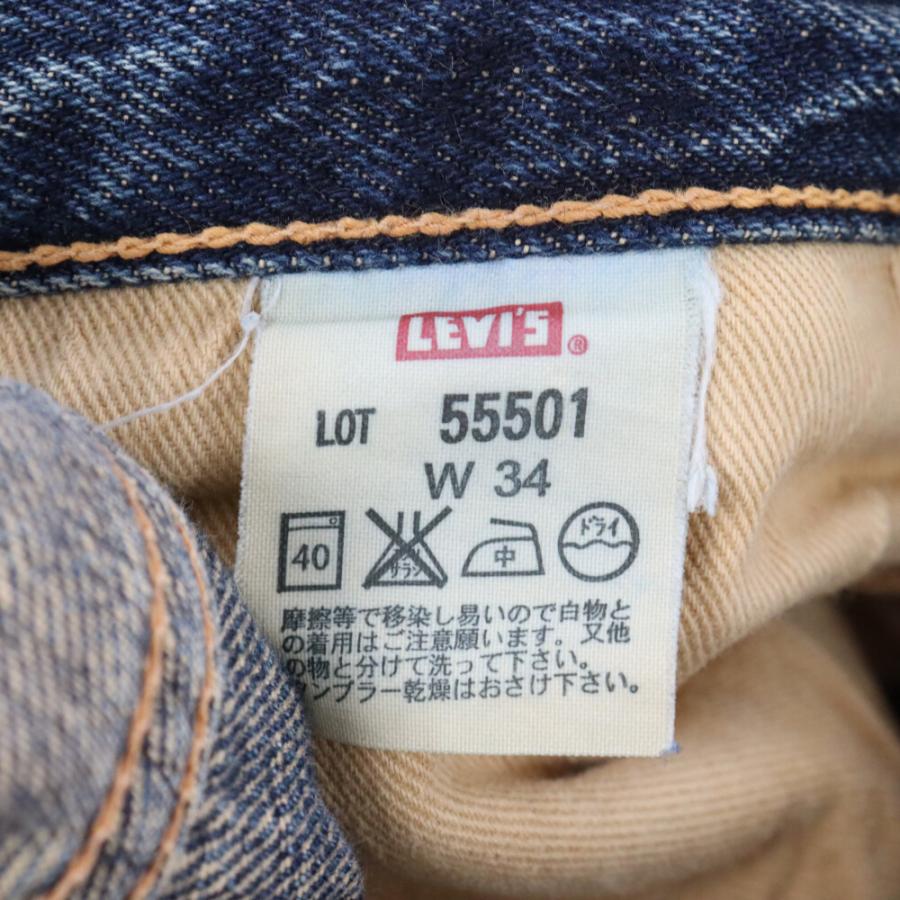 LEVI'S®
LOT 55501
W 34
40 サラシ 中 ドライ
摩擦等で移染し易いので白物と
の着用はご注意願います。又他
の物と分けて洗って下さい。
タンブラー乾燥はおさけ下さい。